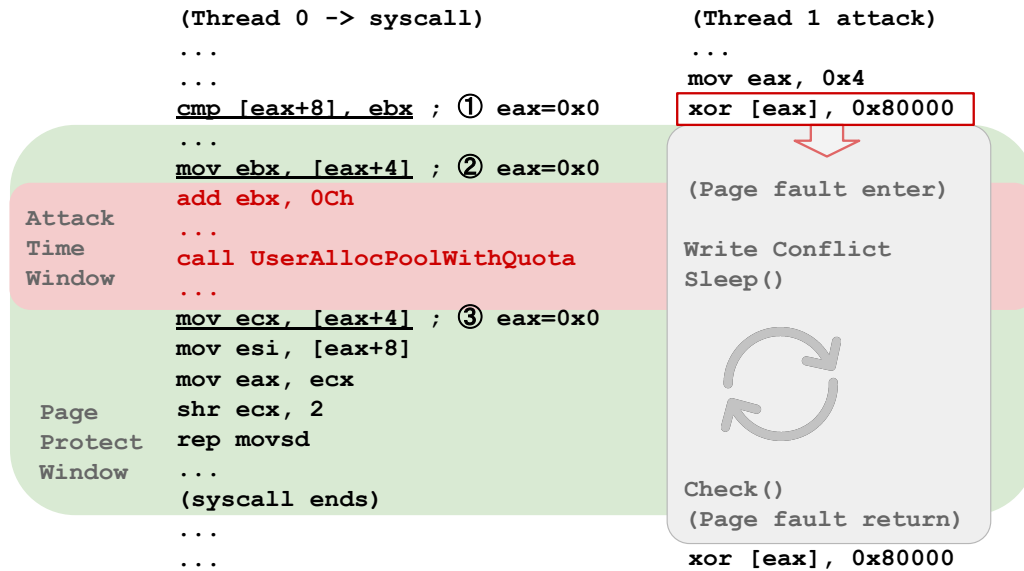 (Thread 0 -> syscall)
...
...
cmp [eax+8], ebx ; ① eax=0x0
...
mov ebx, [eax+4] ; ② eax=0x0
add ebx, 0Ch
...
call UserAllocPoolWithQuota
...
mov ecx, [eax+4] ; ③ eax=0x0
mov esi, [eax+8]
mov eax, ecx
shr ecx, 2
rep movsd
...
(syscall ends)
...
...
Attack
Time
Window
Page
Protect
Window
(Thread 1 attack)
...
mov eax, 0x4
xor [eax], 0x80000
(Page fault enter)
Write Conflict
Sleep()
Check()
(Page fault return)
xor [eax], 0x80000